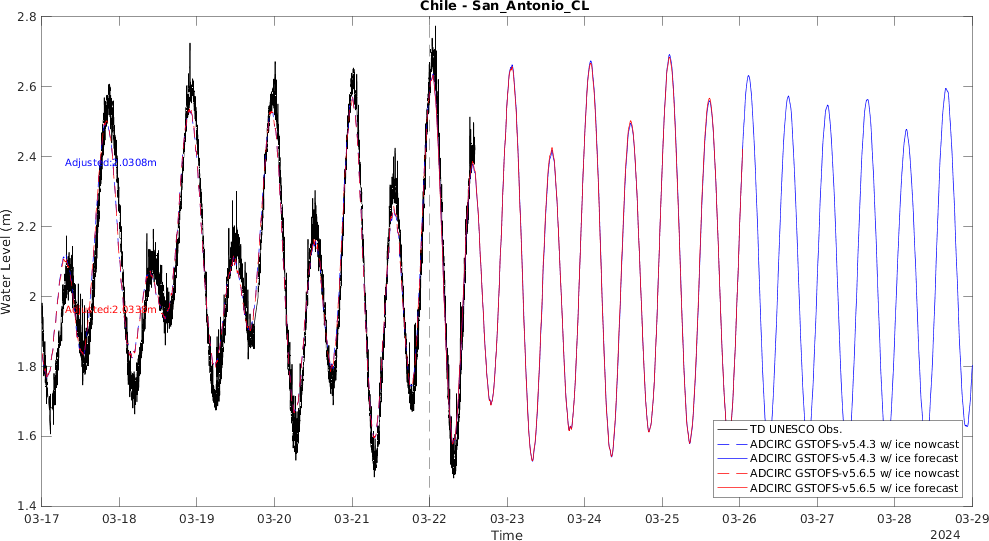 Chile - San_Antonio_CL
2.8
2.6
2.4
2.2
2
1.8
1.6
1.4
Water Level (m)
Adjusted:2.0308m
TD UNESCO Obs.
ADCIRC GSTOFS-v5.4.3 w/ ice nowcast
ADCIRC GSTOFS-v5.4.3 w/ ice forecast
ADCIRC GSTOFS-v5.6.5 w/ ice nowcast
ADCIRC GSTOFS-v5.6.5 w/ ice forecast
03-17 03-18 03-19 03-20 03-21 03-22 03-23 03-24 03-25 03-26 03-27 03-28 03-29
Time
2024